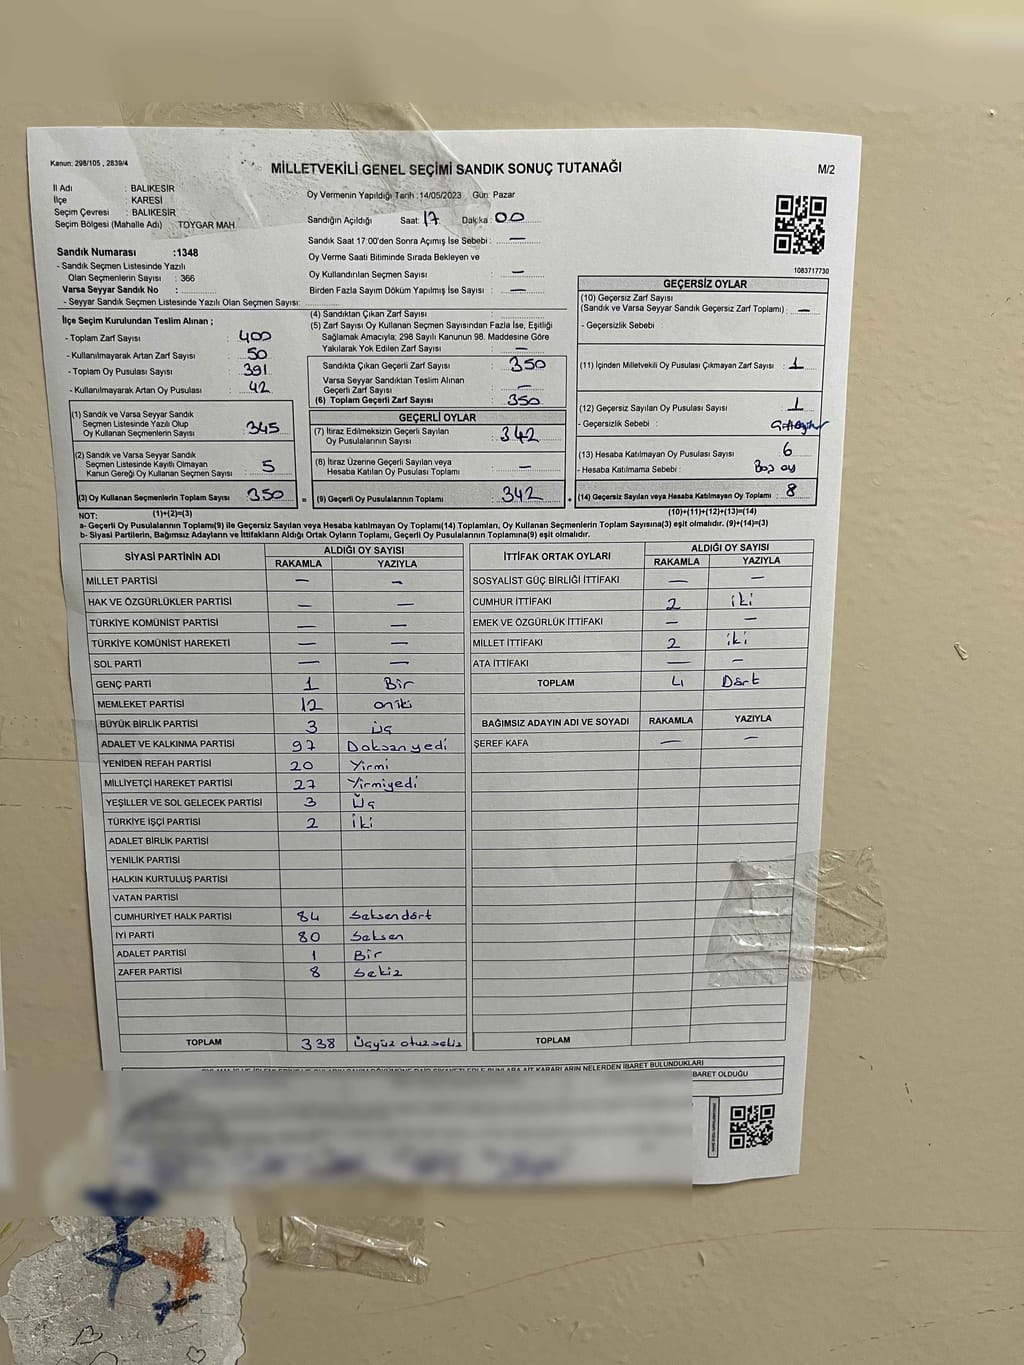 Kanun: 298/105 , 2839/4
MİLLETVEKİLİ GENEL SEÇİMİ SANDIK SONUÇ TUTANAĞI
M/2
İl Adı : BALIKESİR
İlçe : KARESİ
Seçim Çevresi : BALIKESİR
Seçim Bölgesi (Mahalle Adı) TOYGAR MAH.
Oy Vermenin Yapıldığı Tarih : 14/05/2023 Gün: Pazar
Sandığın Açıldığı Saat: 17 Dakika: 00
Sandık Saat 17:00'den Sonra Açılmış İse Sebebi : —
Oy Verme Saati Bitiminde Sırada Bekleyen ve
Oy Kullandırılan Seçmen Sayısı : —
Birden Fazla Sayım Döküm Yapılmış İse Sayısı : —
1083717730
Sandık Numarası :1348
- Sandık Seçmen Listesinde Yazılı
Olan Seçmenlerin Sayısı : 366
Varsa Seyyar Sandık No :
- Seyyar Sandık Seçmen Listesinde Yazılı Olan Seçmen Sayısı:
İlçe Seçim Kurulundan Teslim Alınan ;
- Toplam Zarf Sayısı : 400
- Kullanılmayarak Artan Zarf Sayısı : 50
- Toplam Oy Pusulası Sayısı : 391
- Kullanılmayarak Artan Oy Pusulası : 42
(1) Sandık ve Varsa Seyyar Sandık
Seçmen Listesinde Yazılı Olup
Oy Kullanan Seçmenlerin Sayısı : 345
(2) Sandık ve Varsa Seyyar Sandık
Seçmen Listesinde Kayıtlı Olmayan
Kanun Gereği Oy Kullanan Seçmen Sayısı : 5
(3) Oy Kullanan Seçmenlerin Toplam Sayısı : 350
(1)+(2)=(3)
(4) Sandıktan Çıkan Zarf Sayısı :
(5) Zarf Sayısı Oy Kullanan Seçmen Sayısından Fazla İse, Eşitliği
Sağlamak Amacıyla; 298 Sayılı Kanunun 98. Maddesine Göre
Yakılarak Yok Edilen Zarf Sayısı : —
Sandıkta Çıkan Geçerli Zarf Sayısı : 350
Varsa Seyyar Sandıktan Teslim Alınan
Geçerli Zarf Sayısı : —
(6) Toplam Geçerli Zarf Sayısı : 350
GEÇERLİ OYLAR
(7) İtiraz Edilmeksizin Geçerli Sayılan
Oy Pusulalarının Sayısı : 342
(8) İtiraz Üzerine Geçerli Sayılan veya
Hesaba Katılan Oy Pusulası Toplamı : —
= (9) Geçerli Oy Pusulalarının Toplamı : 342 +
GEÇERSİZ OYLAR
(10) Geçersiz Zarf Sayısı
(Sandık ve Varsa Seyyar Sandık Geçersiz Zarf Toplamı) : —
- Geçersizlik Sebebi :
(11) İçinden Milletvekili Oy Pusulası Çıkmayan Zarf Sayısı : 1
(12) Geçersiz Sayılan Oy Pusulası Sayısı : 1
- Geçersizlik Sebebi :
(13) Hesaba Katılmayan Oy Pusulası Sayısı : 6
- Hesaba Katılmama Sebebi : Boş oy
(14) Geçersiz Sayılan veya Hesaba Katılmayan Oy Toplamı : 8
(10)+(11)+(12)+(13)=(14)
NOT:
a- Geçerli Oy Pusulalarının Toplamı(9) ile Geçersiz Sayılan veya Hesaba katılmayan Oy Toplamı(14) Toplamları, Oy Kullanan Seçmenlerin Toplam Sayısına(3) eşit olmalıdır. (9)+(14)=(3)
b- Siyasi Partilerin, Bağımsız Adayların ve İttifakların Aldığı Ortak Oyların Toplamı, Geçerli Oy Pusulalarının Toplamına(9) eşit olmalıdır.
SİYASİ PARTİNİN ADI ALDIĞI OY SAYISI
RAKAMLA YAZIYLA
MİLLET PARTİSİ — —
HAK VE ÖZGÜRLÜKLER PARTİSİ — —
TÜRKİYE KOMÜNİST PARTİSİ — —
TÜRKİYE KOMÜNİST HAREKETİ — —
SOL PARTİ — —
GENÇ PARTİ 1 Bir
MEMLEKET PARTİSİ 12 oniki
BÜYÜK BİRLİK PARTİSİ 3 üç
ADALET VE KALKINMA PARTİSİ 97 Doksan yedi
YENİDEN REFAH PARTİSİ 20 Yirmi
MİLLİYETÇİ HAREKET PARTİSİ 27 Yirmiyedi
YEŞİLLER VE SOL GELECEK PARTİSİ 3 Üç
TÜRKİYE İŞÇİ PARTİSİ 2 İki
ADALET BİRLİK PARTİSİ
YENİLİK PARTİSİ
HALKIN KURTULUŞ PARTİSİ
VATAN PARTİSİ
CUMHURİYET HALK PARTİSİ 84 Seksendört
İYİ PARTİ 80 Seksen
ADALET PARTİSİ 1 Bir
ZAFER PARTİSİ 8 Sekiz
TOPLAM 338 Üçyüz otuzsekiz
İTTİFAK ORTAK OYLARI ALDIĞI OY SAYISI
RAKAMLA YAZIYLA
SOSYALİST GÜÇ BİRLİĞİ İTTİFAKI — —
CUMHUR İTTİFAKI 2 iki
EMEK VE ÖZGÜRLÜK İTTİFAKI — —
MİLLET İTTİFAKI 2 iki
ATA İTTİFAKI — —
TOPLAM 4 Dört
BAĞIMSIZ ADAYIN ADI VE SOYADI RAKAMLA YAZIYLA
ŞEREF KAFA — —
TOPLAM
KARARLARIN NELERDEN İBARET BULUNDUKLARI
BARET OLDUĞU